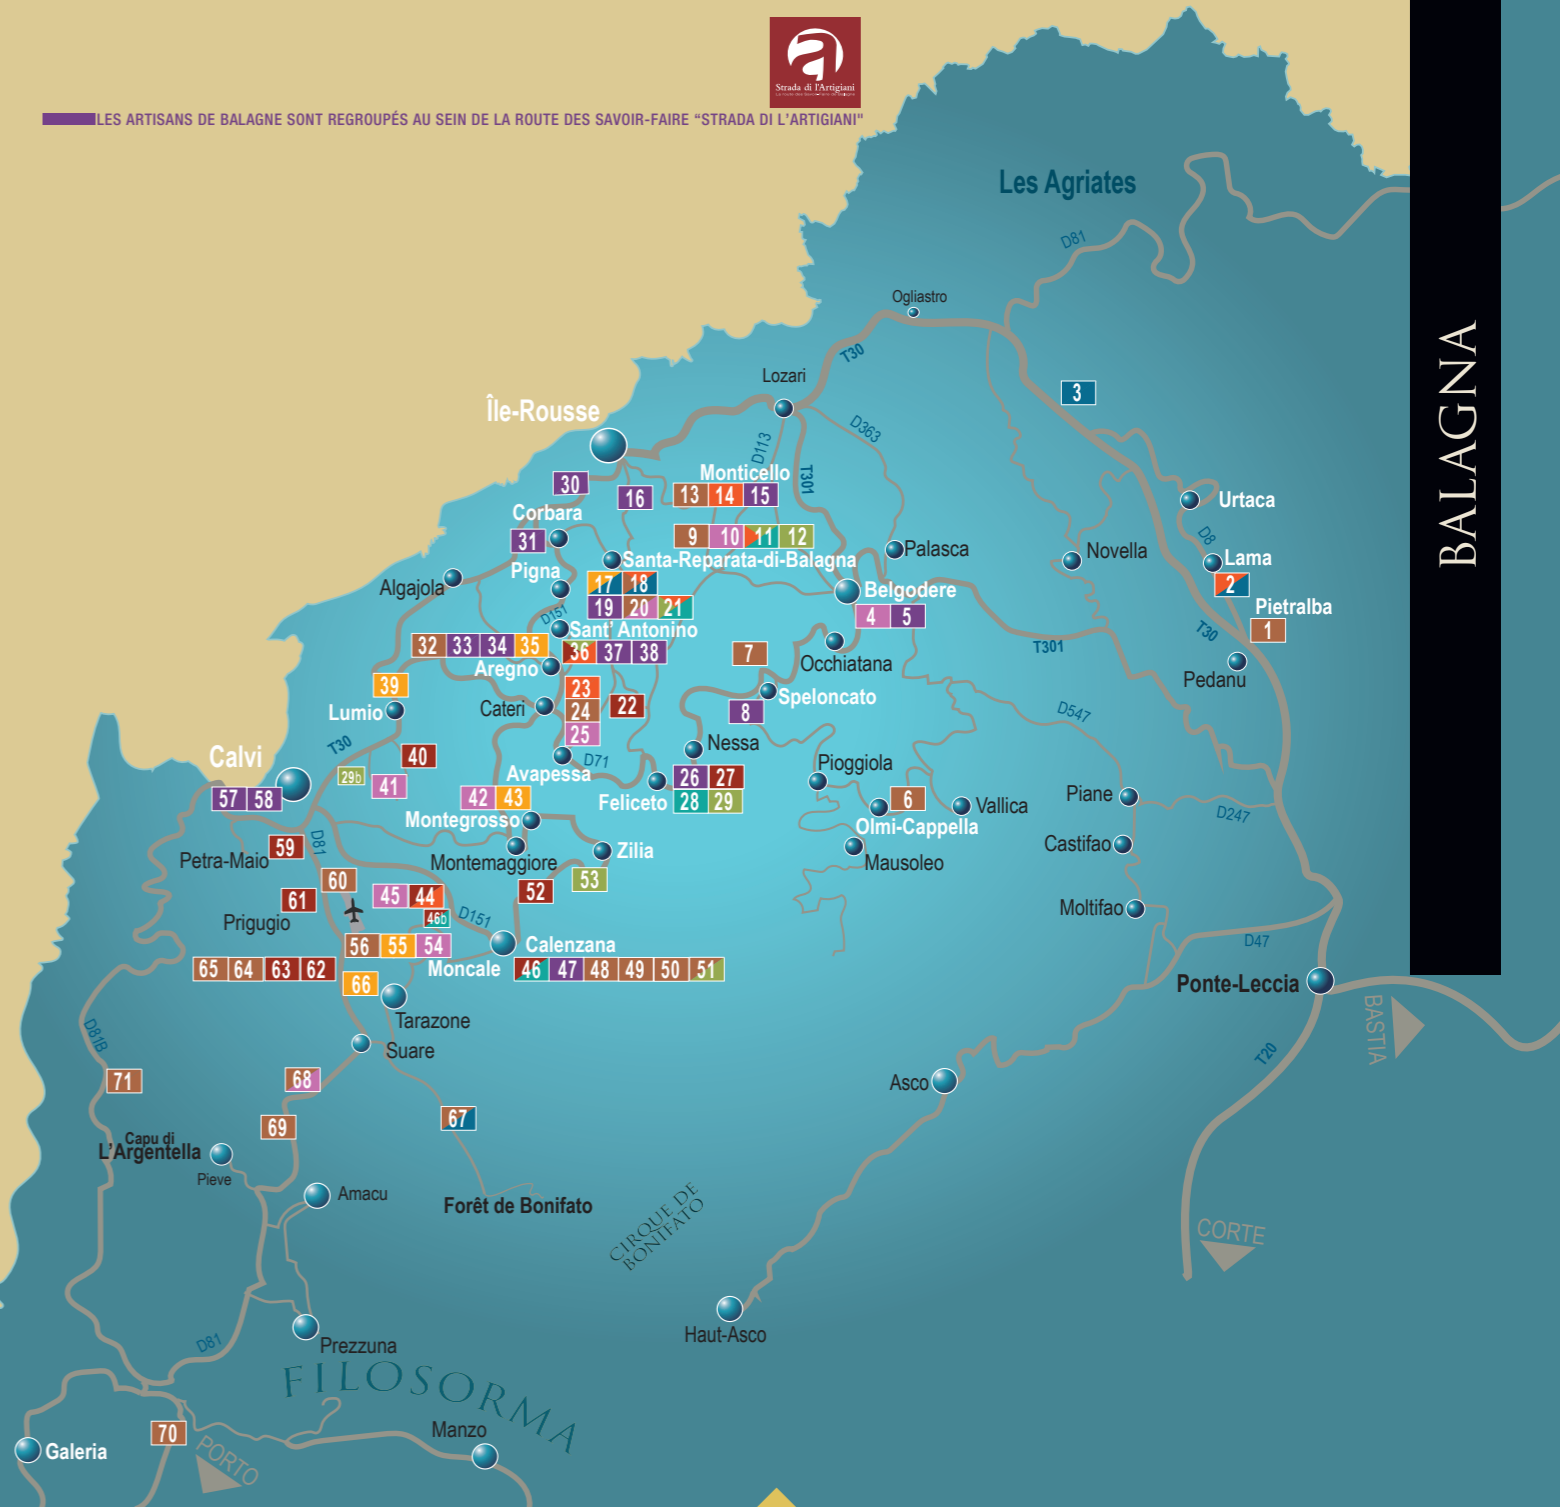 Strada di l'Artigiani
LES ARTISANS DE BALAGNE SONT REGROUPÉS AU SEIN DE LA ROUTE DES SAVOIR-FAIRE “STRADA DI L'ARTIGIANI"
BALAGNA
Les Agriates
D81
Ogliastro
T30
Lozari
3
Île-Rousse
D363
D113
T301
Monticello
30
16
13 14 15
Urtaca
Corbara
31
9 10 11 12
D8
Palasca
Novella
Lama
2
Santa-Reparata-di-Balagna
Pigna
17 18
Algajola
Belgodere
19 20 21
4 5
Pietralba
1
D151
Sant' Antonino
T30
32 33 34 35
36 37 38
7
Occhiatana
T301
Aregno
Pedanu
39
23
Speloncato
Lumio
Cateri
24
22
8
D547
25
T30
Nessa
Calvi
40
D71
Pioggiola
29b
41
Avapessa
26 27
57 58
42 43
Feliceto
28 29
6
Vallica
Piane
Montegrosso
Olmi-Cappella
D247
D81
59
Petra-Maio
Montemaggiore
Zilia
Mausoleo
Castifao
60
53
61
45 44
52
Prigugio
46b
D151
Moltifao
56 55 54
Calenzana
D47
65 64 63 62
Moncale
46 47 48 49 50 51
66
Ponte-Leccia
Tarazone
BASTIA
D81B
Suare
T20
71
68
Asco
69
67
Capu di
L'Argentella
Pieve
Amacu
Forêt de Bonifato
CIRQUE DE
BONIFATO
CORTE
Haut-Asco
Prezzuna
D81
FILOSORMA
70
Manzo
PORTO
Galeria